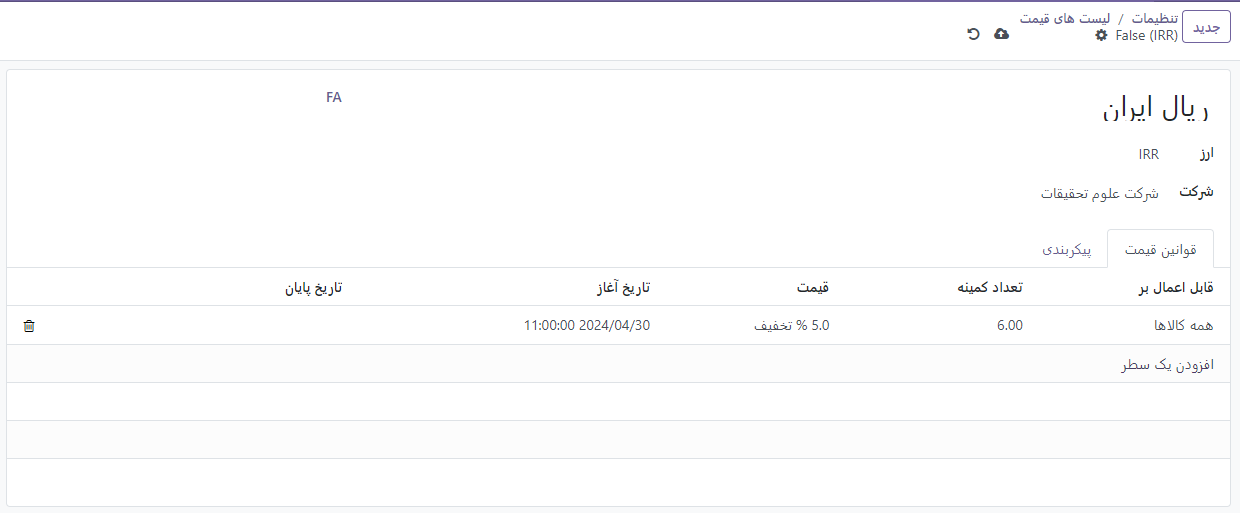 جدید
تنظیمات / لیست های قیمت
False (IRR)
ریال ایران
FA
ارز IRR
شرکت شرکت علوم تحقیقات
قوانین قیمت پیکربندی
قابل اعمال بر تعداد کمینه قیمت تاریخ آغاز تاریخ پایان
همه کالاها 6.00 5.0 % تخفیف 2024/04/30 11:00:00
افزودن یک سطر